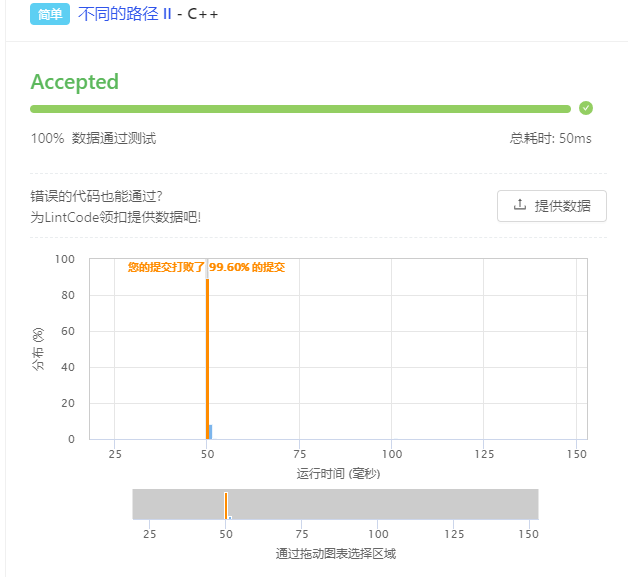 简单 不同的路径 II - C++
Accepted
100% 数据通过测试 总耗时: 50ms
错误的代码也能通过?
为LintCode领扣提供数据吧!
提供数据
您的提交打败了 99.60% 的提交
100
80
60
40
20
0
分布 (%)
25 50 75 100 125 150
运行时间 (毫秒)
25 50 75 100 125 150
通过拖动图表选择区域